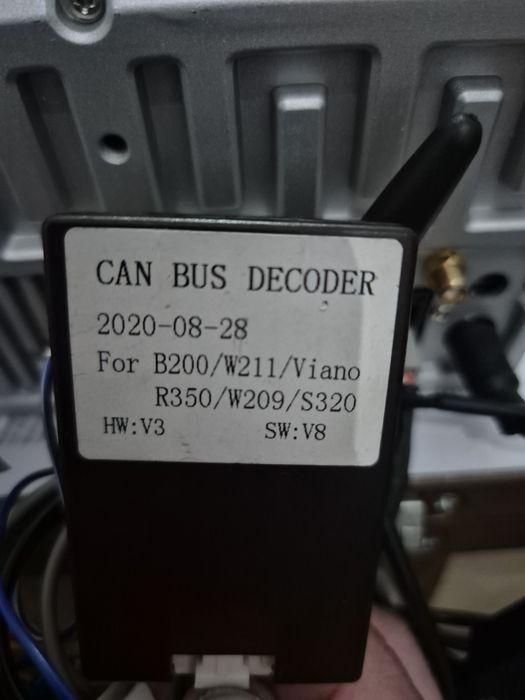 CAN BUS DECODER
2020-08-28
For B200/W211/Viano
R350/W209/S320
HW:V3 SW:V8